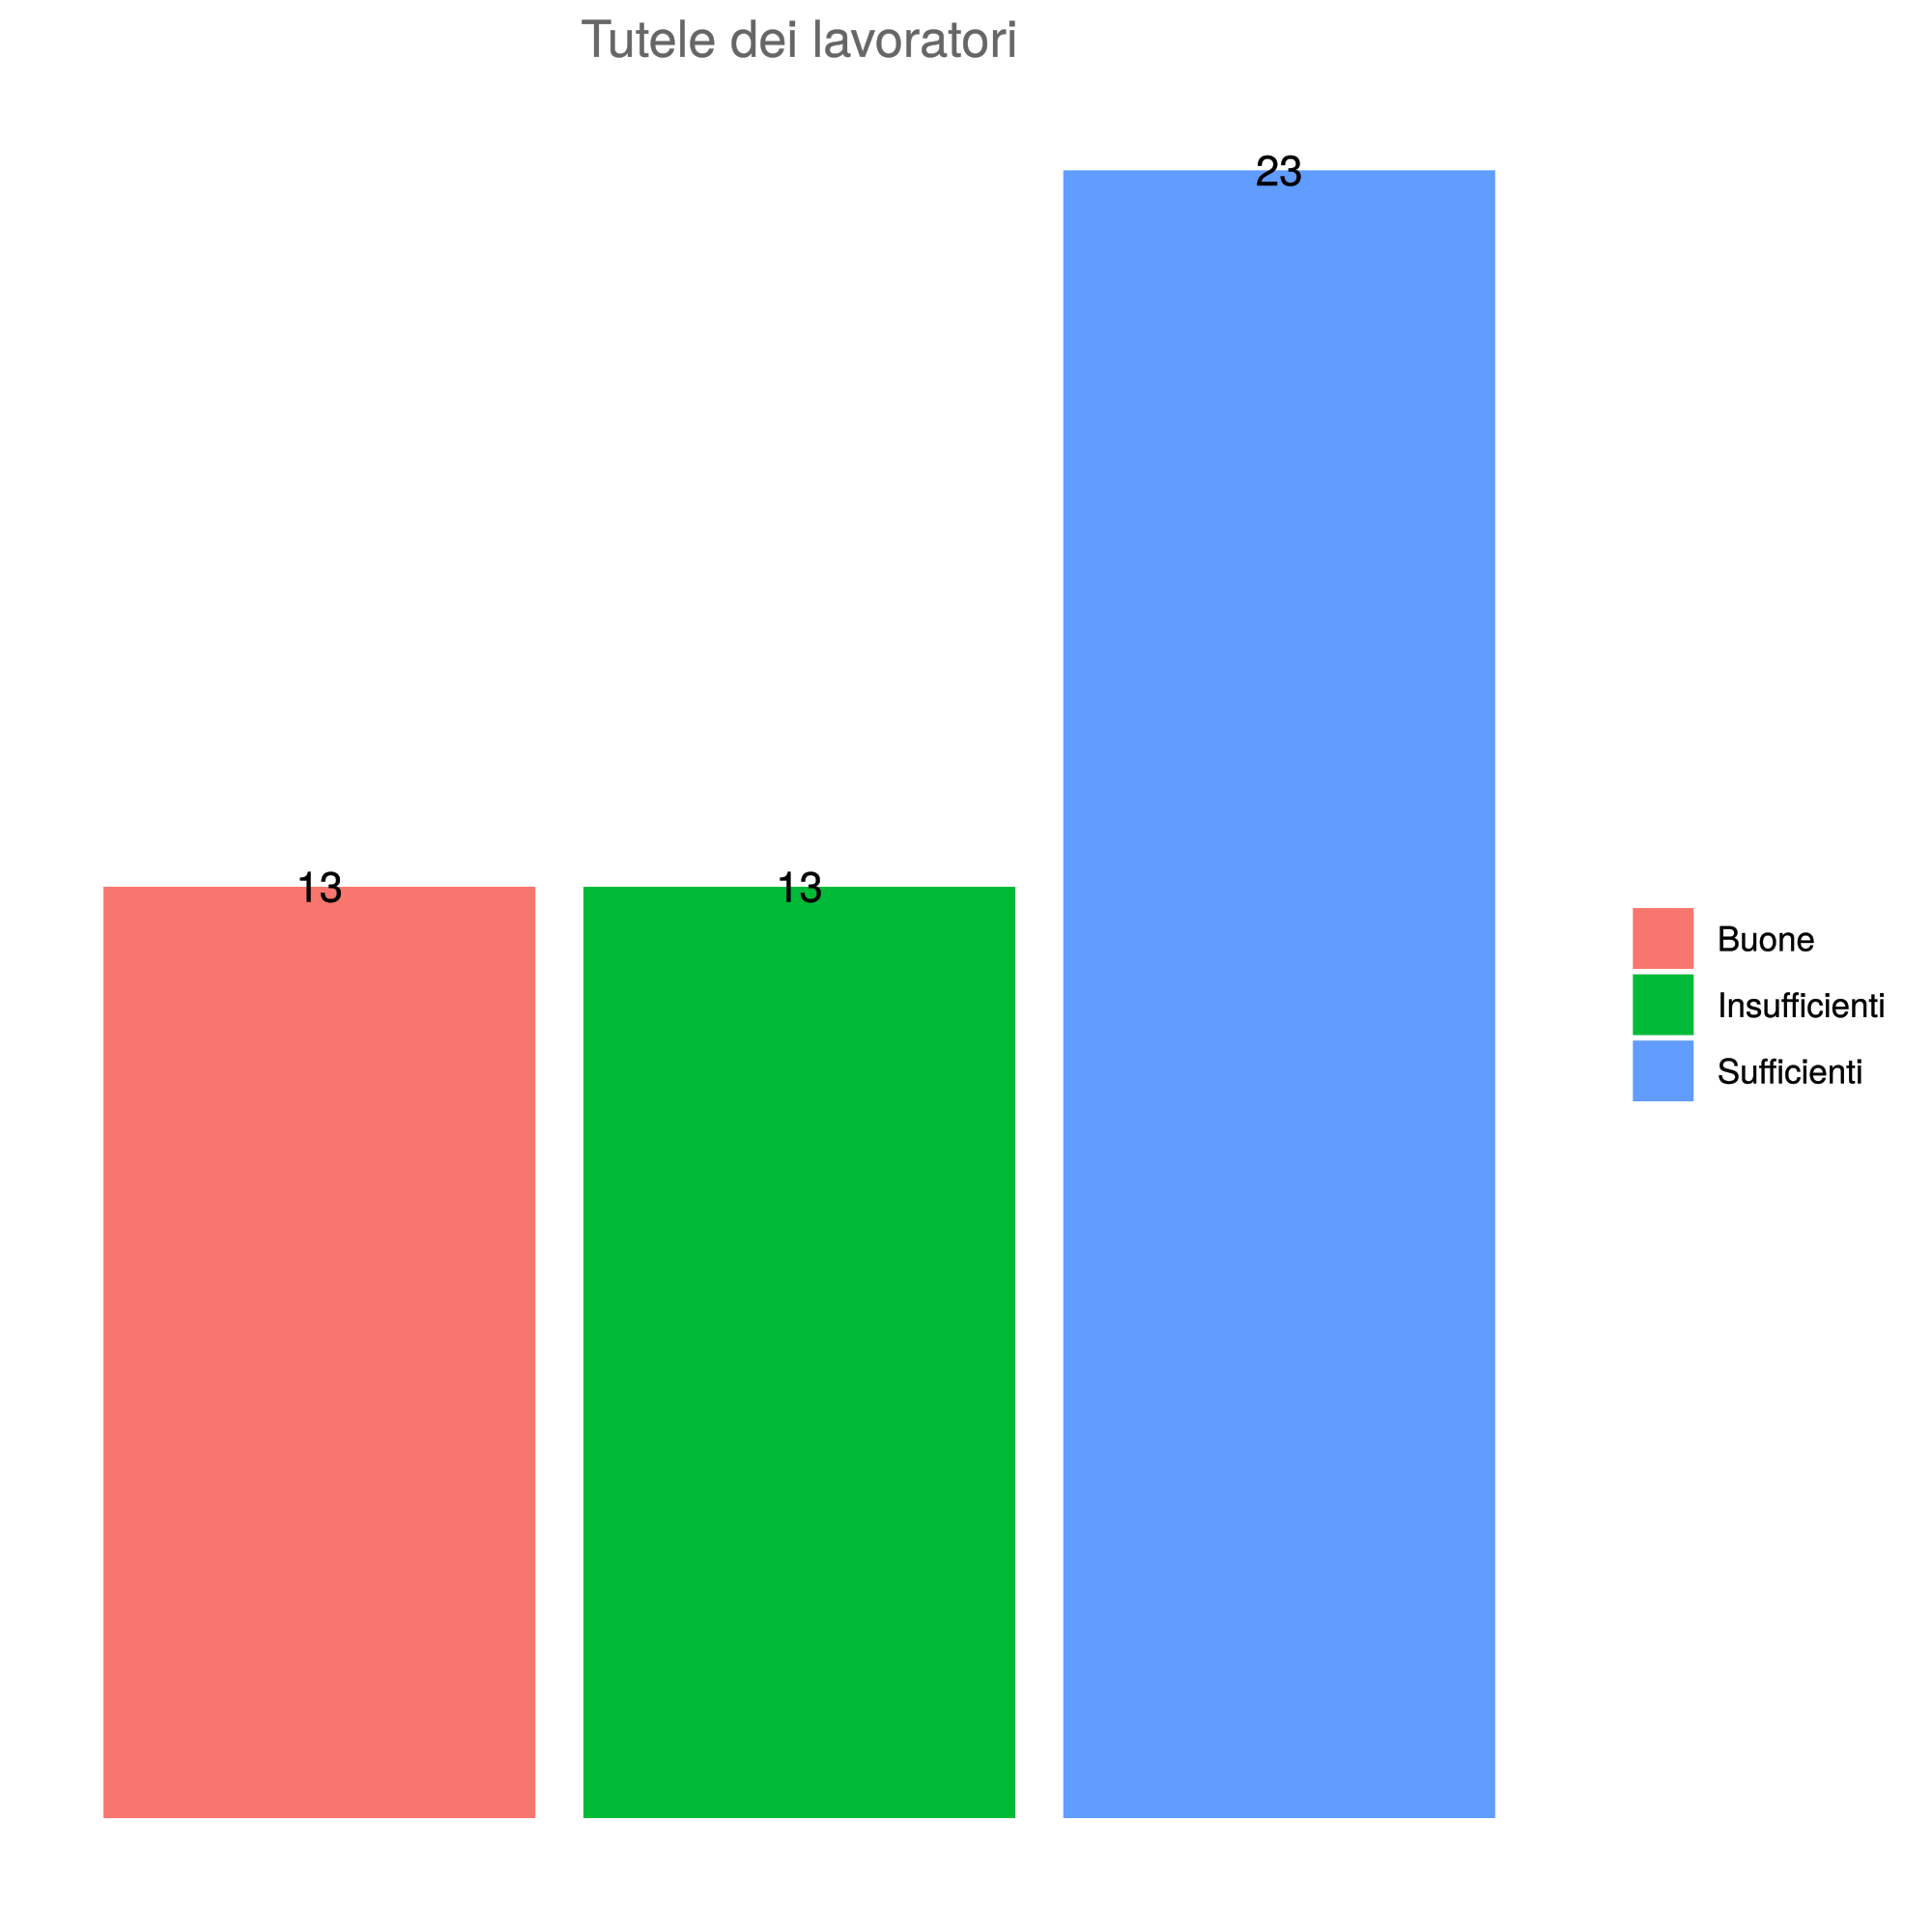 Tutele dei lavoratori
23
13
13
Buone
Insufficienti
Sufficienti